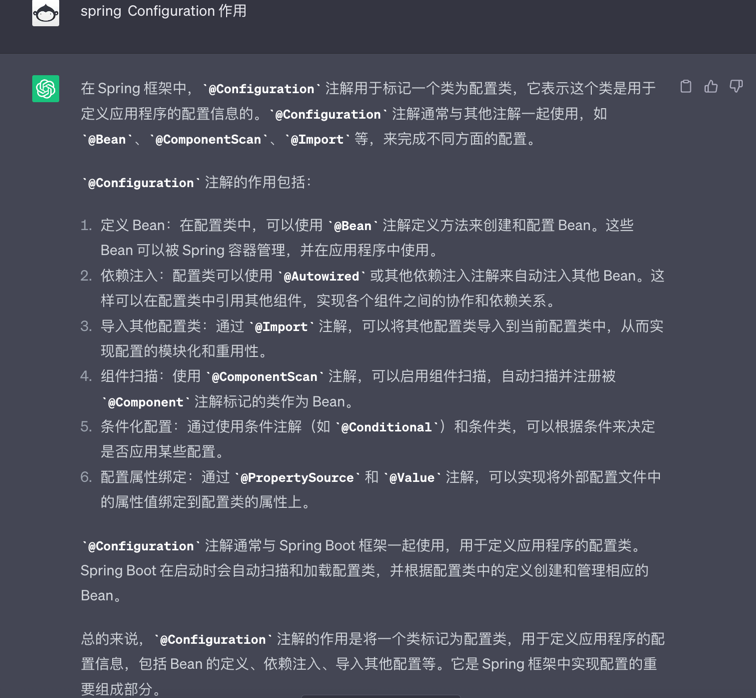 spring  Configuration 作用
在 Spring 框架中，`@Configuration` 注解用于标记一个类为配置类，它表示这个类是用于
定义应用程序的配置信息的。`@Configuration` 注解通常与其他注解一起使用，如
`@Bean`、`@ComponentScan`、`@Import` 等，来完成不同方面的配置。
`@Configuration` 注解的作用包括：
1. 定义 Bean：在配置类中，可以使用 `@Bean` 注解定义方法来创建和配置 Bean。这些
Bean 可以被 Spring 容器管理，并在应用程序中使用。
2. 依赖注入：配置类可以使用 `@Autowired` 或其他依赖注入注解来自动注入其他 Bean。这
样可以在配置类中引用其他组件，实现各个组件之间的协作和依赖关系。
3. 导入其他配置类：通过 `@Import` 注解，可以将其他配置类导入到当前配置类中，从而实
现配置的模块化和重用性。
4. 组件扫描：使用 `@ComponentScan` 注解，可以启用组件扫描，自动扫描并注册被
`@Component` 注解标记的类作为 Bean。
5. 条件化配置：通过使用条件注解（如 `@Conditional`）和条件类，可以根据条件来决定
是否应用某些配置。
6. 配置属性绑定：通过 `@PropertySource` 和 `@Value` 注解，可以实现将外部配置文件中
的属性值绑定到配置类的属性上。
`@Configuration` 注解通常与 Spring Boot 框架一起使用，用于定义应用程序的配置类。
Spring Boot 在启动时会自动扫描和加载配置类，并根据配置类中的定义创建和管理相应的
Bean。
总的来说，`@Configuration` 注解的作用是将一个类标记为配置类，用于定义应用程序的配
置信息，包括 Bean 的定义、依赖注入、导入其他配置等。它是 Spring 框架中实现配置的重
要组成部分。